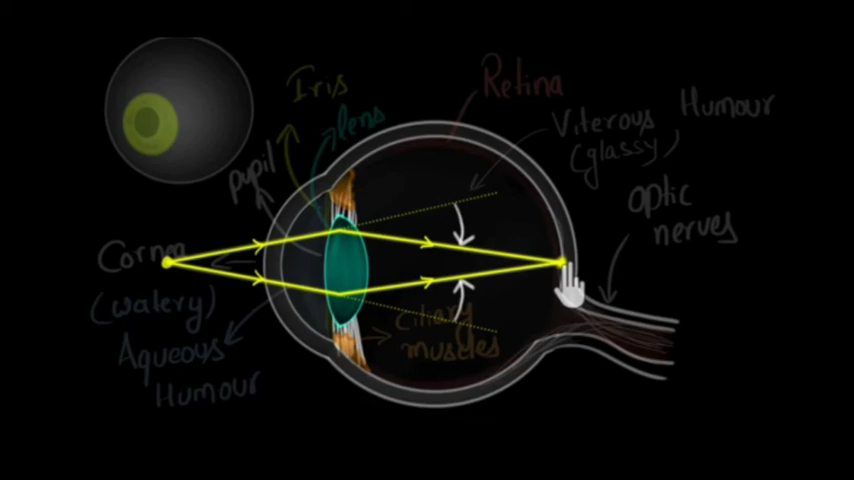 Iris
lens
Retina
Viterous Humour
(glassy)
pupil
optic
nerves
Cornea
(watery)
Aqueous
Humour
Ciliary
muscles